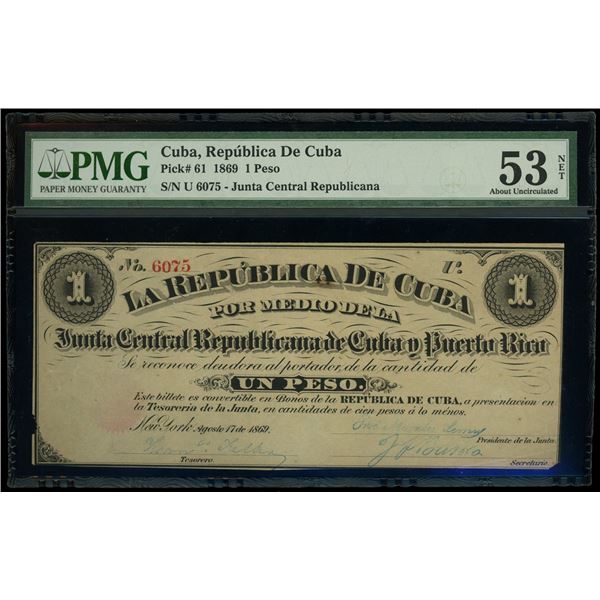 PMG
PAPER MONEY GUARANTY
Cuba, República De Cuba
Pick# 61 1869 1 Peso
S/N U 6075 - Junta Central Republicana
53
NET
About Uncirculated
No. 6075
Uª.
1
1
LA REPÚBLICA DE CUBA
POR MEDIO DE LA
Junta Central Republicana de Cuba y Puerto Rico
Se reconoce deudora al portador, de la cantidad de
UN PESO.
Este billete es convertible en Bonos de la REPÚBLICA DE CUBA, a presentacion en
la Tesorería de la Junta, en cantidades de cien pesos á lo ménos.
New York Agosto 17 de 1869.
Presidente de la Junta
Tesorero.
Secretario.